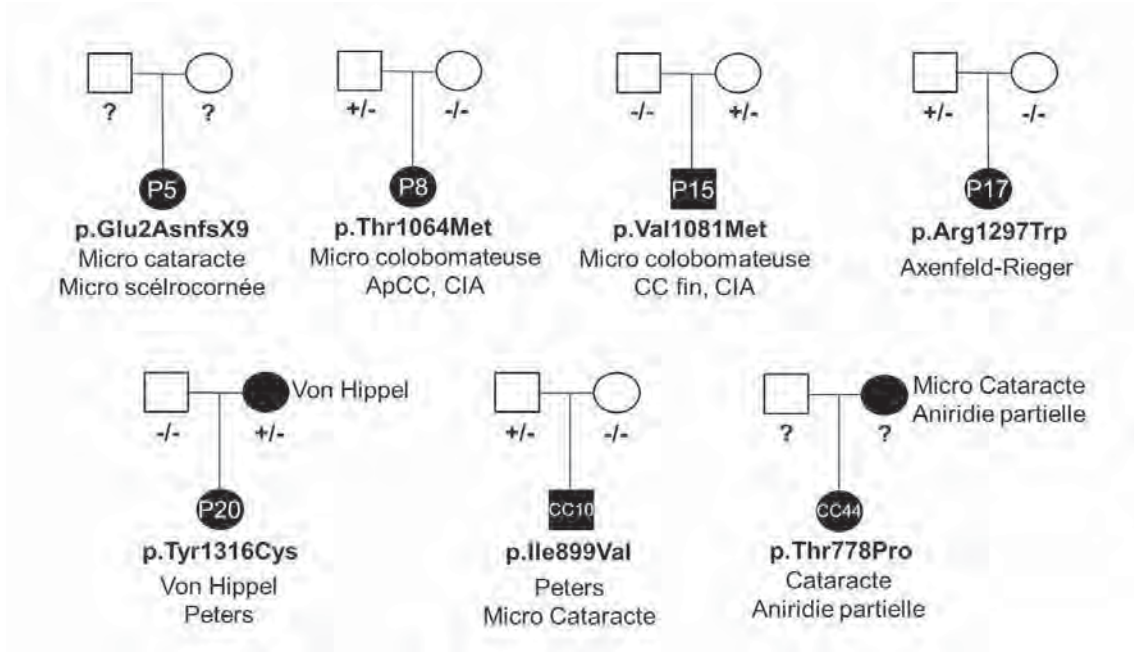 ? ?
P5
p.Glu2AsnfsX9
Micro cataracte
Micro scélrocornée
+/- -/-
P8
p.Thr1064Met
Micro colobomateuse
ApCC, CIA
-/- +/-
P15
p.Val1081Met
Micro colobomateuse
CC fin, CIA
+/- -/-
P17
p.Arg1297Trp
Axenfeld-Rieger
Von Hippel
-/- +/-
P20
p.Tyr1316Cys
Von Hippel
Peters
+/- -/-
CC10
p.Ile899Val
Peters
Micro Cataracte
Micro Cataracte
Aniridie partielle
? ?
CC44
p.Thr778Pro
Cataracte
Aniridie partielle